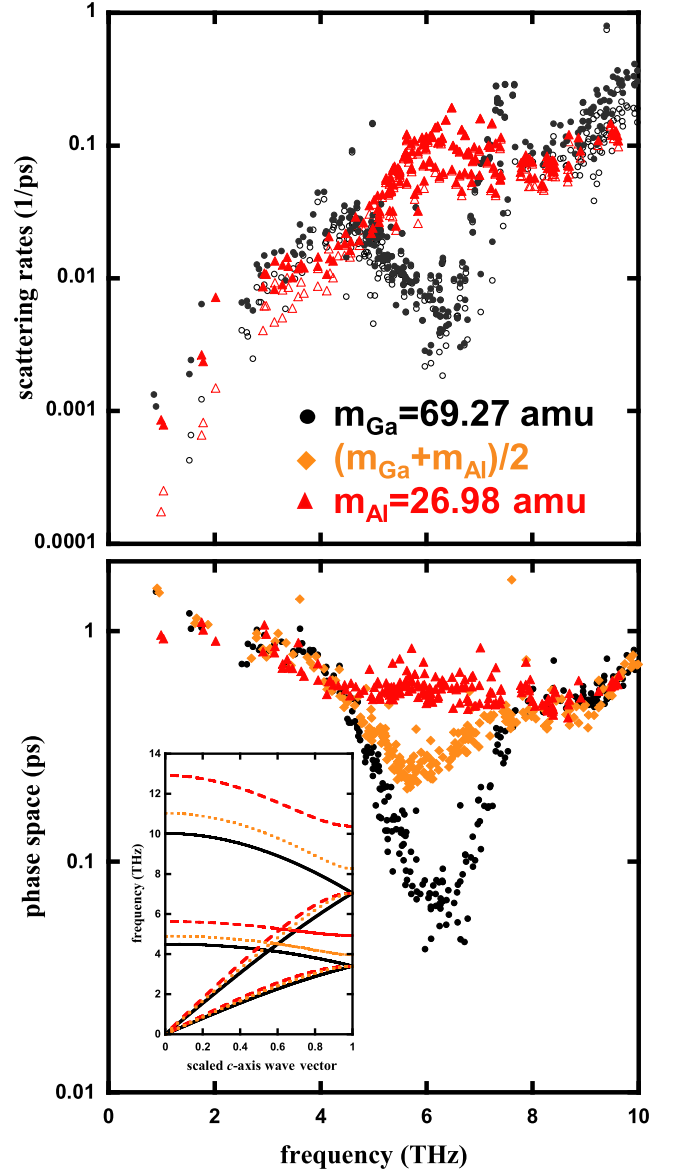 1
0.1
0.01
0.001
0.0001
scattering rates (1/ps)
m_Ga=69.27 amu
(m_Ga+m_Al)/2
m_Al=26.98 amu
1
0.1
0.01
phase space (ps)
14
12
10
8
6
4
2
0
frequency (THz)
0 0.2 0.4 0.6 0.8 1
scaled c-axis wave vector
0 2 4 6 8 10
frequency (THz)